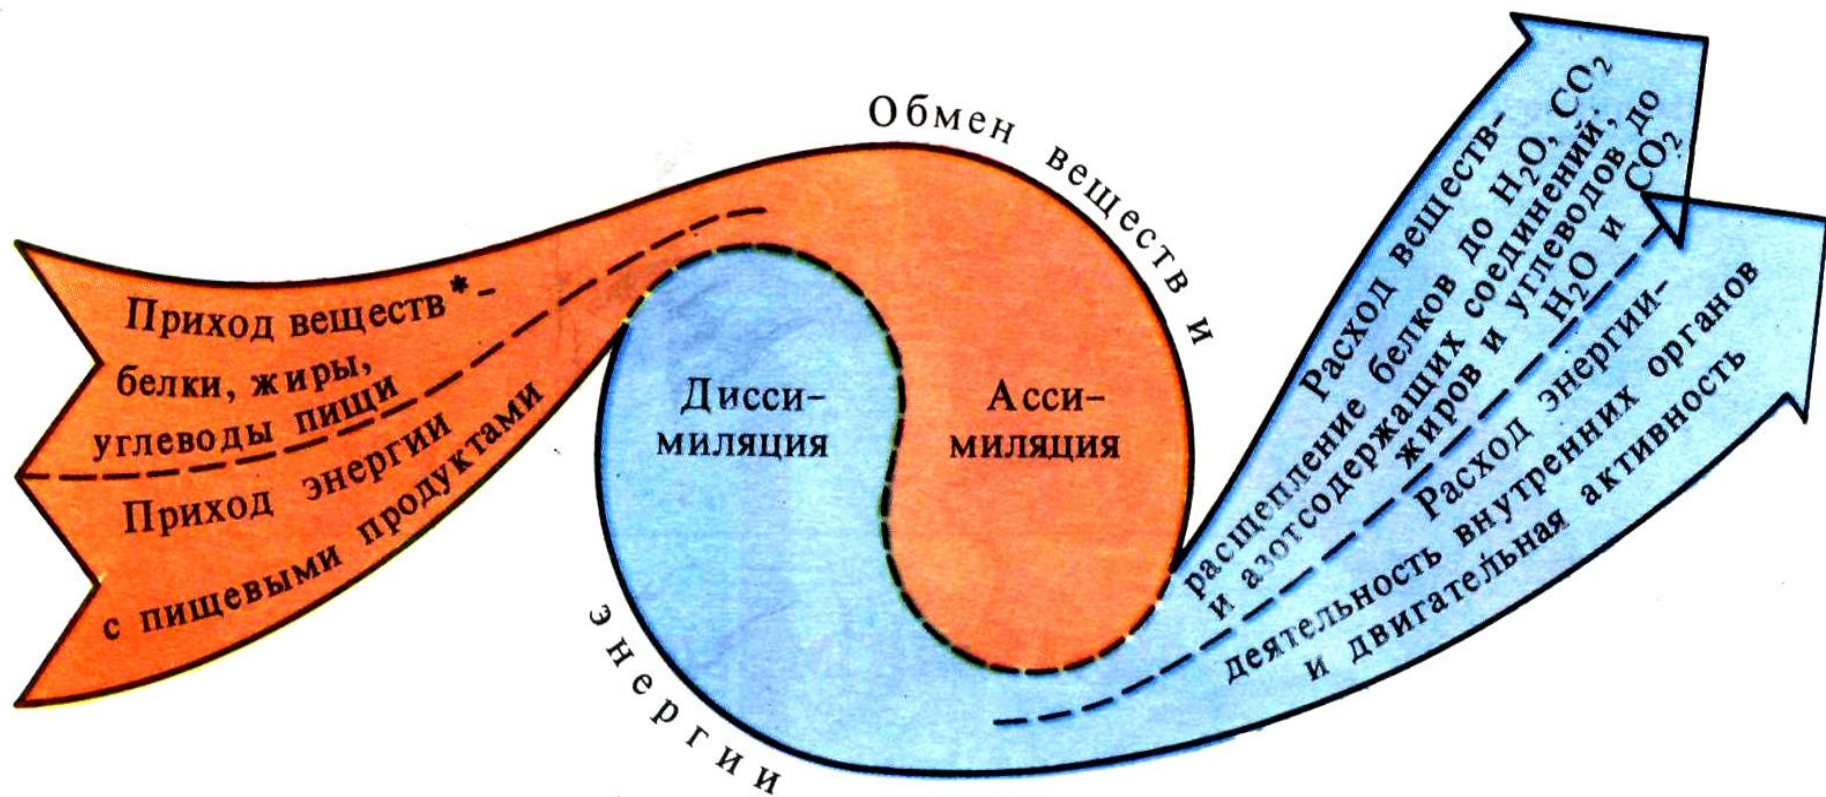 Обмен веществ и
энергии
Приход веществ*-
белки, жиры,
углеводы пищи
Приход энергии
с пищевыми продуктами
Дисси-
миляция
Асси-
миляция
Расход веществ-
расщепление белков до H₂O, CO₂
и азотсодержащих соединений;
жиров и углеводов до
H₂O и CO₂
Расход энергии-
деятельность внутренних органов
и двигательная активность